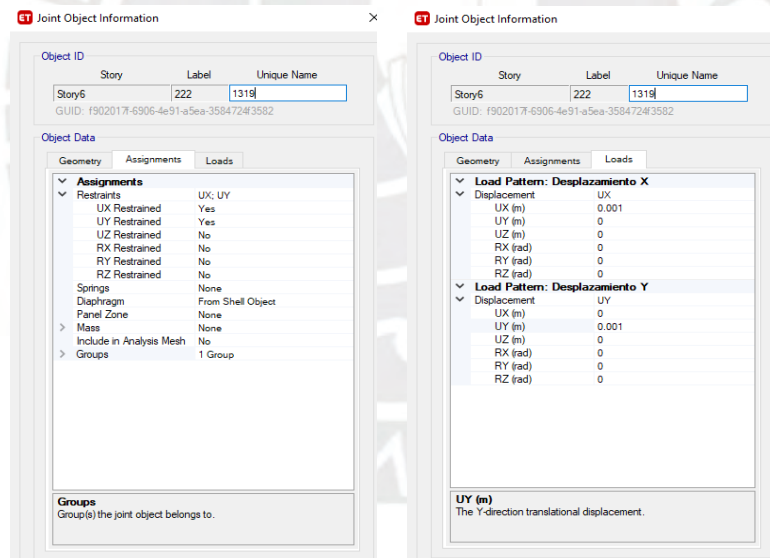 ET Joint Object Information
Object ID
Story Label Unique Name
Story6 222 1319
GUID: f902017f-6906-4e91-a5ea-3584724f3582
Object Data
Geometry Assignments Loads
Assignments
Restraints UX; UY
UX Restrained Yes
UY Restrained Yes
UZ Restrained No
RX Restrained No
RY Restrained No
RZ Restrained No
Springs None
Diaphragm From Shell Object
Panel Zone None
Mass None
Include in Analysis Mesh No
Groups 1 Group
Groups
Group(s) the joint object belongs to.
ET Joint Object Information
Object ID
Story Label Unique Name
Story6 222 1319
GUID: f902017f-6906-4e91-a5ea-3584724f3582
Object Data
Geometry Assignments Loads
Load Pattern: Desplazamiento X
Displacement UX
UX (m) 0.001
UY (m) 0
UZ (m) 0
RX (rad) 0
RY (rad) 0
RZ (rad) 0
Load Pattern: Desplazamiento Y
Displacement UY
UX (m) 0
UY (m) 0.001
UZ (m) 0
RX (rad) 0
RY (rad) 0
RZ (rad) 0
UY (m)
The Y-direction translational displacement.